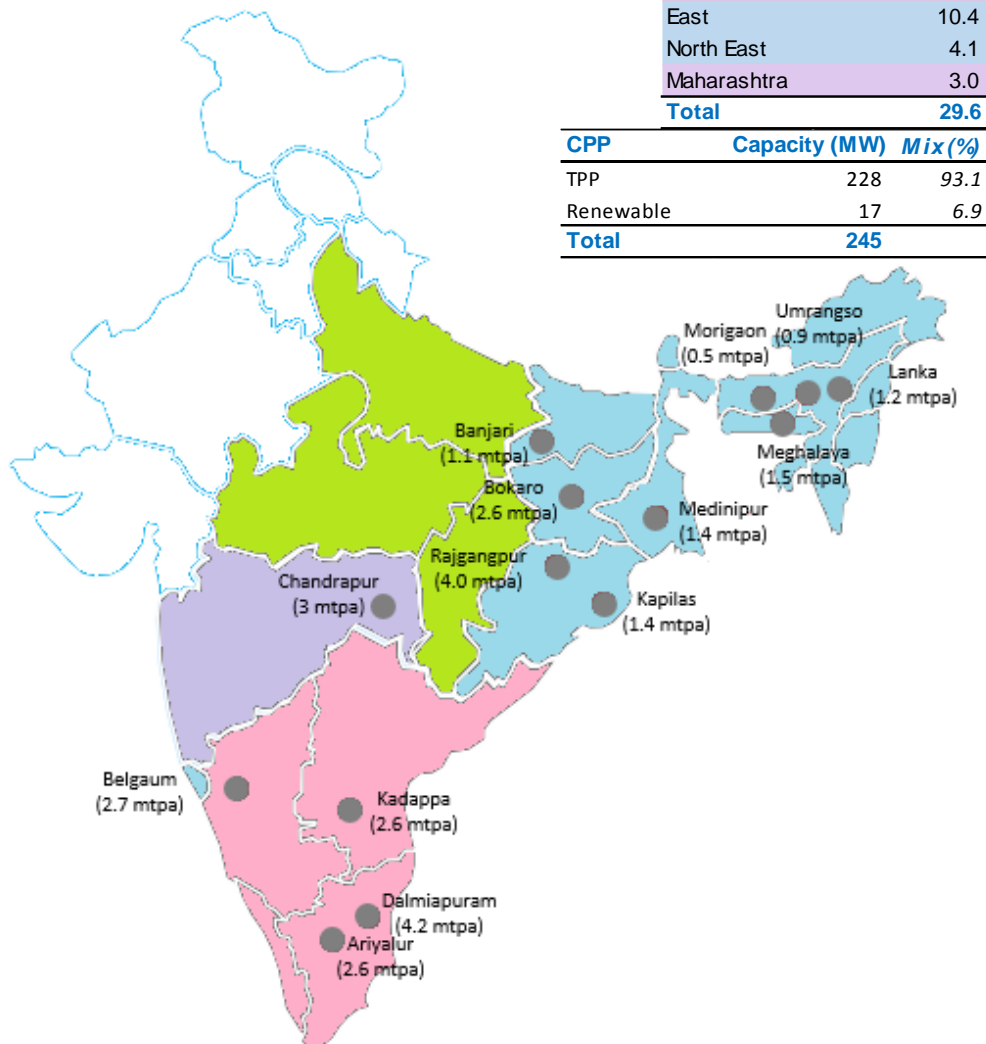 East 10.4
North East 4.1
Maharashtra 3.0
Total 29.6
CPP Capacity (MW) Mix (%)
TPP 228 93.1
Renewable 17 6.9
Total 245
Umrangso
(0.9 mtpa)
Morigaon
(0.5 mtpa)
Lanka
(1.2 mtpa)
Banjari
(1.1 mtpa)
Meghalaya
(1.5 mtpa)
Bokaro
(2.6 mtpa)
Medinipur
(1.4 mtpa)
Rajgangpur
(4.0 mtpa)
Chandrapur
(3 mtpa)
Kapilas
(1.4 mtpa)
Belgaum
(2.7 mtpa)
Kadappa
(2.6 mtpa)
Dalmiapuram
(4.2 mtpa)
Ariyalur
(2.6 mtpa)